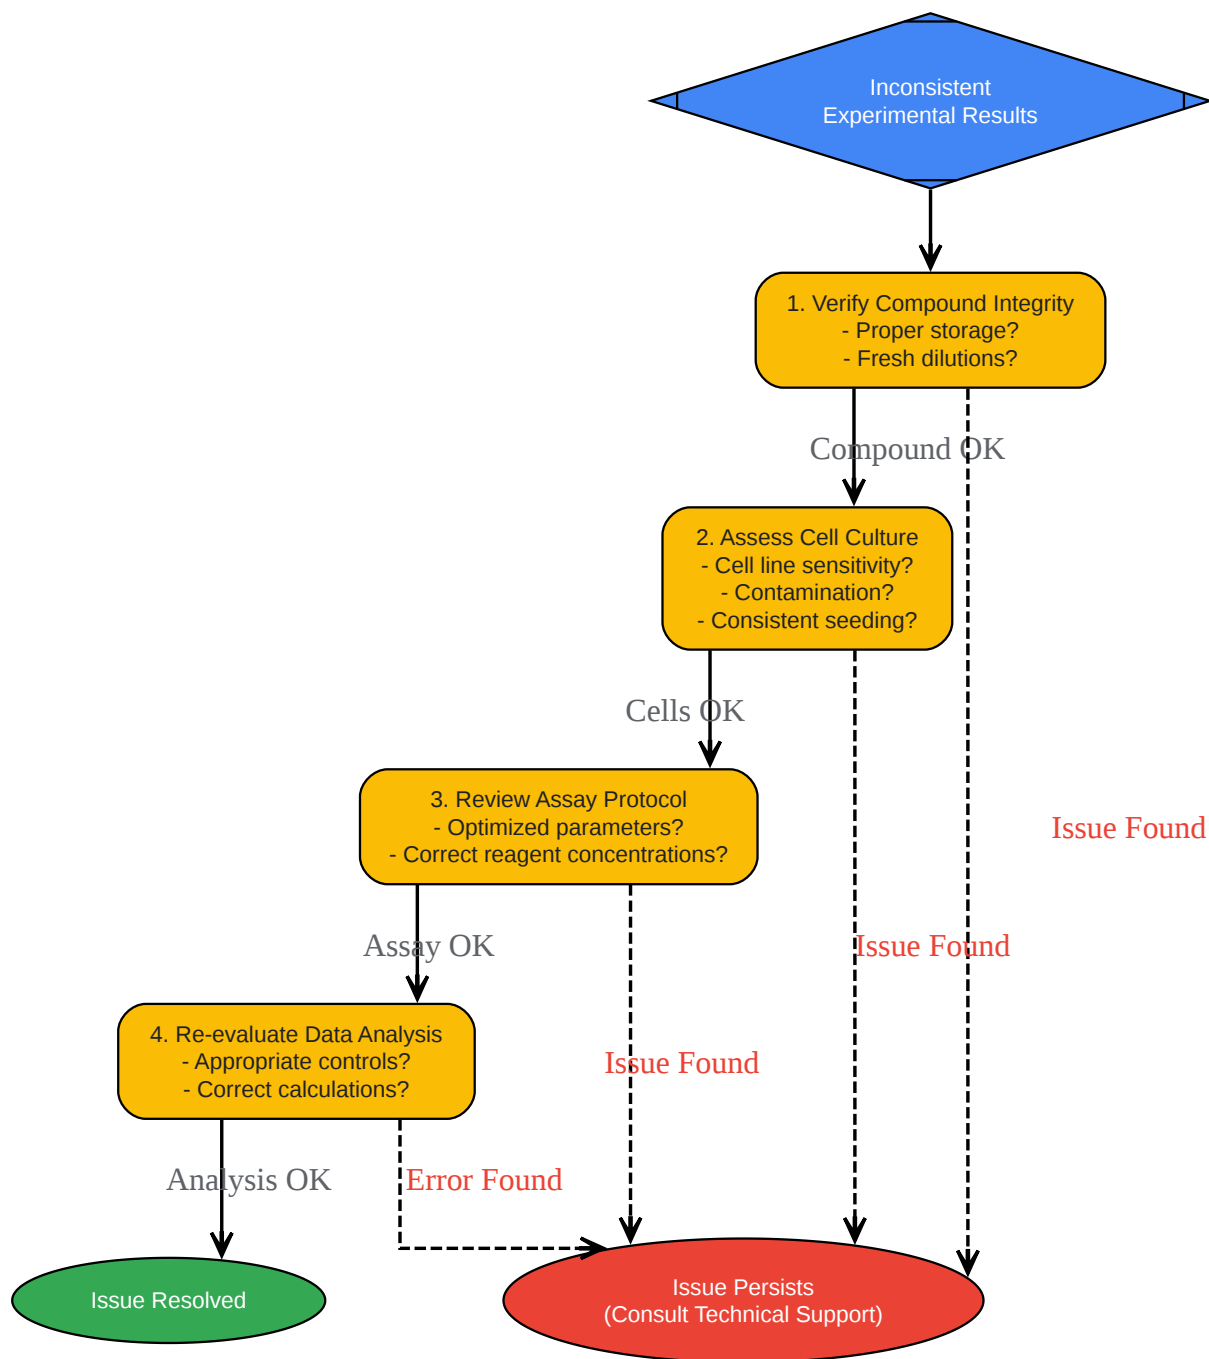 Inconsistent
Experimental Results
1. Verify Compound Integrity
- Proper storage?
- Fresh dilutions?
Compound OK
2. Assess Cell Culture
- Cell line sensitivity?
- Contamination?
- Consistent seeding?
Cells OK
3. Review Assay Protocol
- Optimized parameters?
- Correct reagent concentrations?
Issue Found
Assay OK
Issue Found
4. Re-evaluate Data Analysis
- Appropriate controls?
- Correct calculations?
Issue Found
Analysis OK
Error Found
Issue Resolved
Issue Persists
(Consult Technical Support)